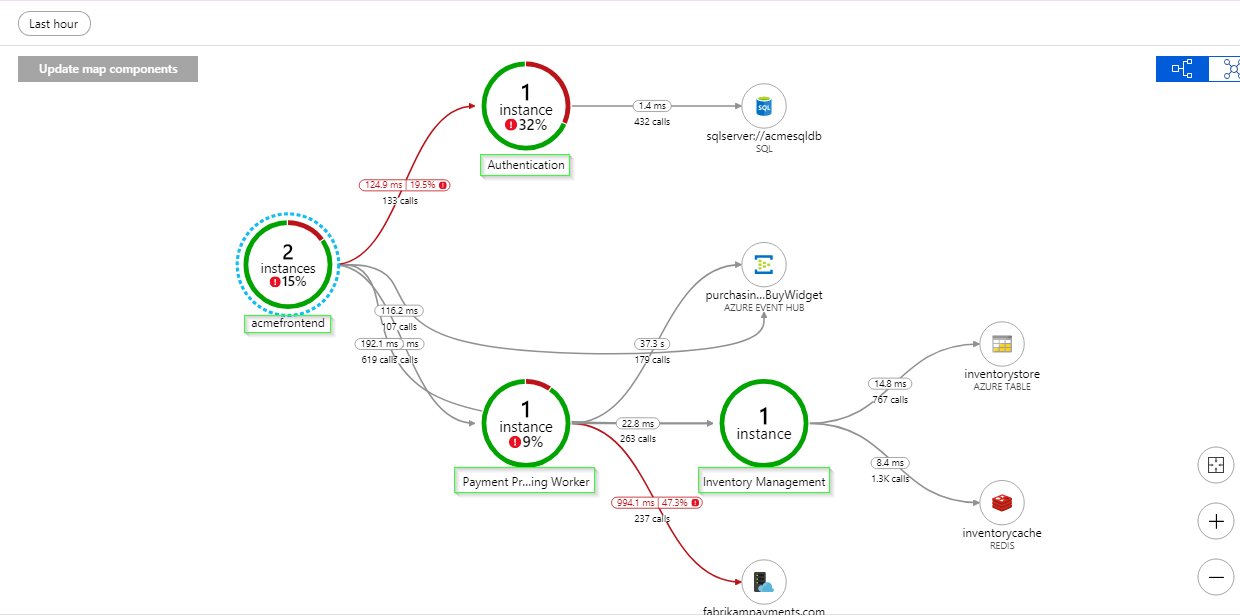 Last hour
Update map components
1
instance
32%
Authentication
1.4 ms
432 calls
SQL
sqlserver://acmesqldb
SQL
124.9 ms 19.5%
133 calls
2
instances
15%
acmefrontend
116.2 ms
107 calls
192.1 ms ms
619 calls calls
purchasin...BuyWidget
AZURE EVENT HUB
37.3 s
179 calls
1
instance
9%
Payment Pr...ing Worker
22.8 ms
263 calls
1
instance
Inventory Management
14.8 ms
767 calls
inventorystore
AZURE TABLE
8.4 ms
1.3K calls
inventorycache
REDIS
994.1 ms 47.3%
237 calls
fabrikampayments.com